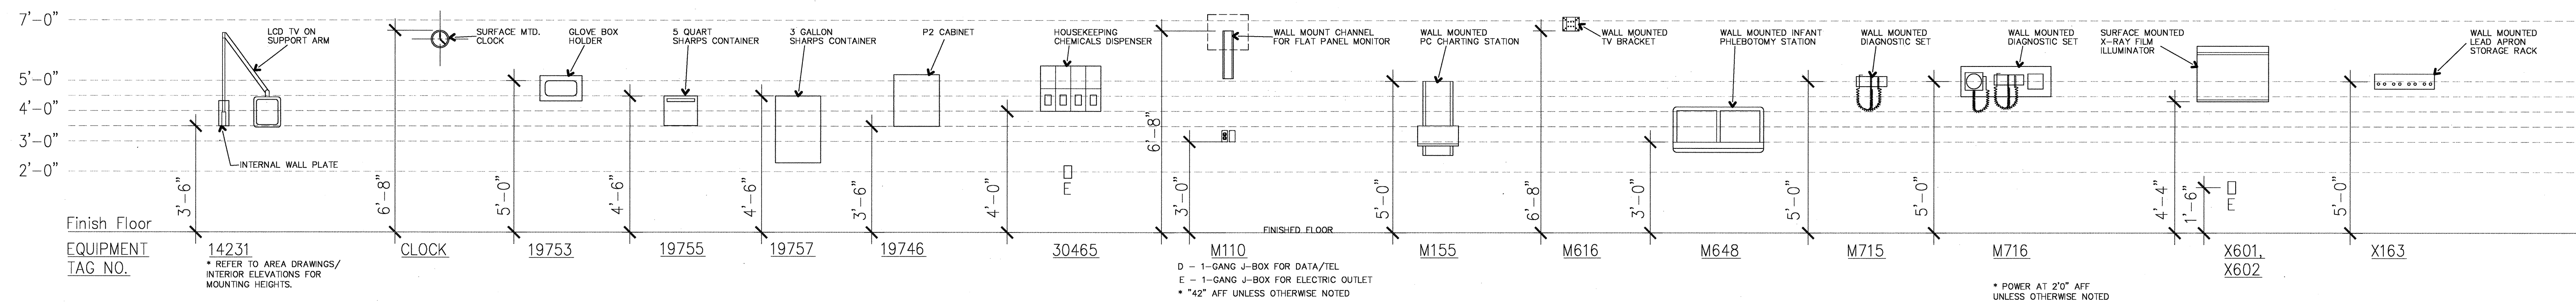 7'-0"
5'-0"
4'-0"
3'-0"
2'-0"
Finish Floor
EQUIPMENT
TAG NO.
LCD TV ON
SUPPORT ARM
INTERNAL WALL PLATE
3'-6"
14231
* REFER TO AREA DRAWINGS/
INTERIOR ELEVATIONS FOR
MOUNTING HEIGHTS.
SURFACE MTD.
CLOCK
6'-8"
CLOCK
GLOVE BOX
HOLDER
5'-0"
19753
5 QUART
SHARPS CONTAINER
4'-6"
19755
3 GALLON
SHARPS CONTAINER
4'-6"
19757
P2 CABINET
3'-6"
19746
HOUSEKEEPING
CHEMICALS DISPENSER
E
4'-0"
30465
WALL MOUNT CHANNEL
FOR FLAT PANEL MONITOR
6'-8"
3'-0"
FINISHED FLOOR
M110
D - 1-GANG J-BOX FOR DATA/TEL
E - 1-GANG J-BOX FOR ELECTRIC OUTLET
* "42" AFF UNLESS OTHERWISE NOTED
WALL MOUNTED
PC CHARTING STATION
5'-0"
M155
WALL MOUNTED
TV BRACKET
6'-8"
M616
WALL MOUNTED INFANT
PHLEBOTOMY STATION
3'-0"
M648
WALL MOUNTED
DIAGNOSTIC SET
5'-0"
M715
WALL MOUNTED
DIAGNOSTIC SET
5'-0"
M716
* POWER AT 2'0" AFF
UNLESS OTHERWISE NOTED
SURFACE MOUNTED
X-RAY FILM
ILLUMINATOR
4'-4"
1'-6"
E
X601,
X602
WALL MOUNTED
LEAD APRON
STORAGE RACK
5'-0"
X163